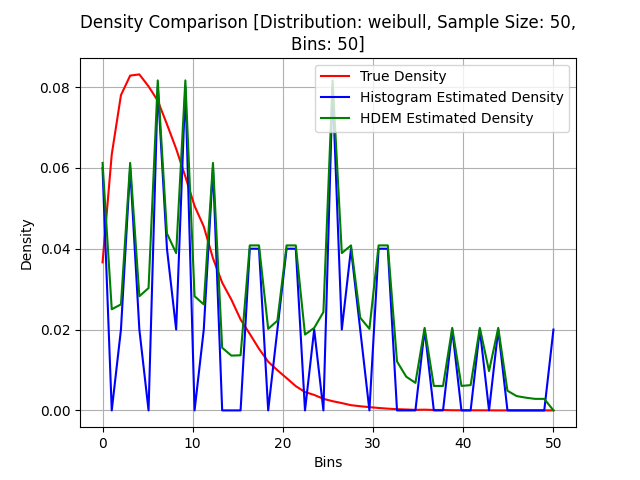 Density Comparison [Distribution: weibull, Sample Size: 50,
Bins: 50]
True Density
Histogram Estimated Density
HDEM Estimated Density
Density
0.08
0.06
0.04
0.02
0.00
0 10 20 30 40 50
Bins